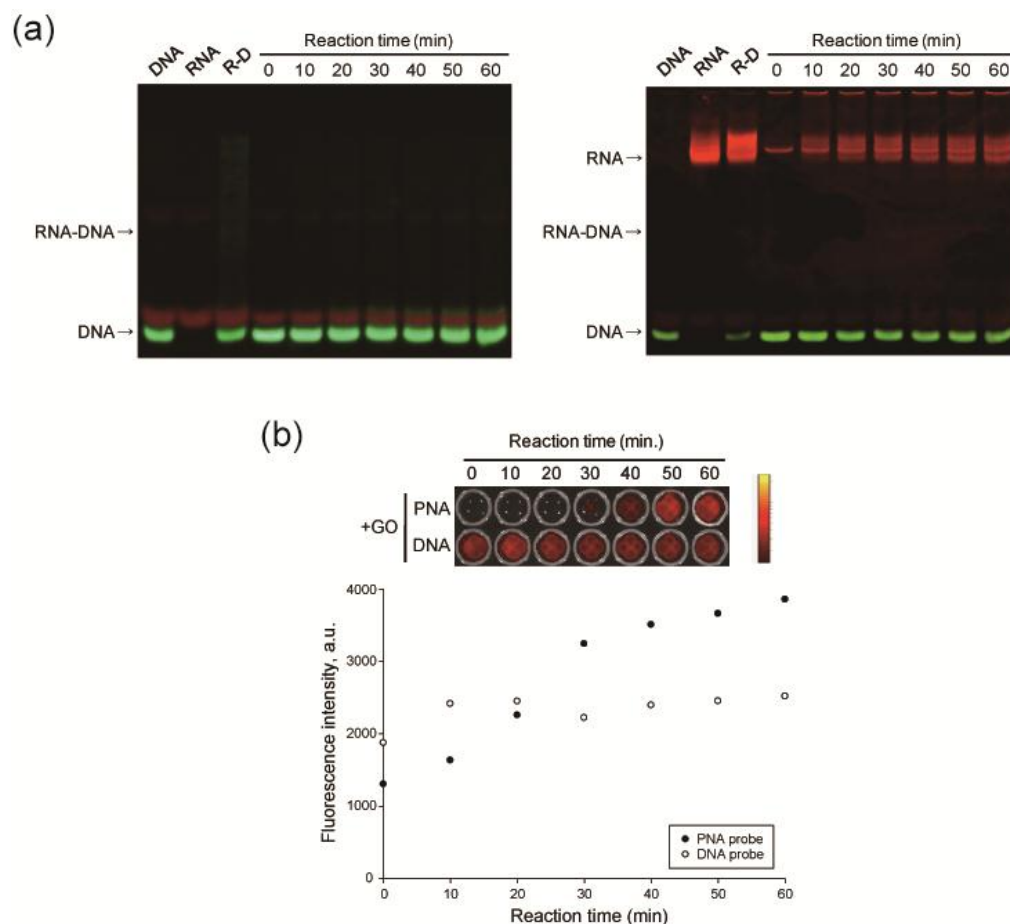 (a)
DNA RNA R-D Reaction time (min) 0 10 20 30 40 50 60
RNA-DNA→
DNA→
DNA RNA R-D Reaction time (min) 0 10 20 30 40 50 60
RNA→
RNA-DNA→
DNA→
(b)
Reaction time (min.)
0 10 20 30 40 50 60
+GO
PNA
DNA
Fluorescence intensity, a.u.
4000
3000
2000
1000
0
0 10 20 30 40 50 60
PNA probe
DNA probe
Reaction time (min)